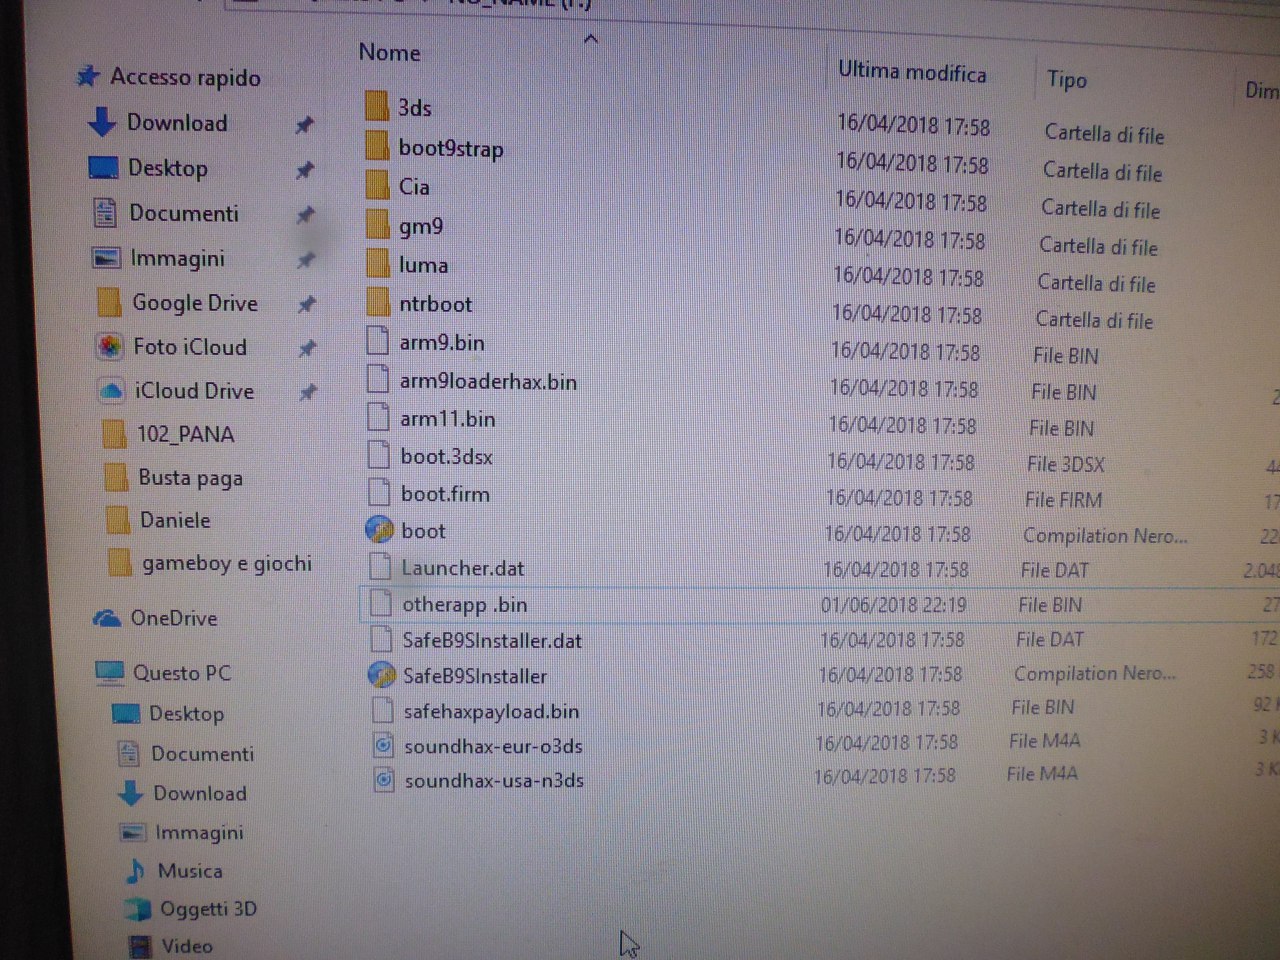 NO_NAME
Nome
Ultima modifica
Tipo
Dim
Accesso rapido
Download
Desktop
Documenti
Immagini
Google Drive
Foto iCloud
iCloud Drive
102_PANA
Busta paga
Daniele
gameboy e giochi
OneDrive
Questo PC
Desktop
Documenti
Download
Immagini
Musica
Oggetti 3D
Video
3ds 16/04/2018 17:58 Cartella di file
boot9strap 16/04/2018 17:58 Cartella di file
Cia 16/04/2018 17:58 Cartella di file
gm9 16/04/2018 17:58 Cartella di file
luma 16/04/2018 17:58 Cartella di file
ntrboot 16/04/2018 17:58 Cartella di file
arm9.bin 16/04/2018 17:58 File BIN
arm9loaderhax.bin 16/04/2018 17:58 File BIN 2
arm11.bin 16/04/2018 17:58 File BIN
boot.3dsx 16/04/2018 17:58 File 3DSX 44
boot.firm 16/04/2018 17:58 File FIRM 17
boot 16/04/2018 17:58 Compilation Nero... 22
Launcher.dat 16/04/2018 17:58 File DAT 2.048
otherapp .bin 01/06/2018 22:19 File BIN 27
SafeB9SInstaller.dat 16/04/2018 17:58 File DAT 172
SafeB9SInstaller 16/04/2018 17:58 Compilation Nero... 258
safehaxpayload.bin 16/04/2018 17:58 File BIN 92 K
soundhax-eur-o3ds 16/04/2018 17:58 File M4A 3 K
soundhax-usa-n3ds 16/04/2018 17:58 File M4A 3 K